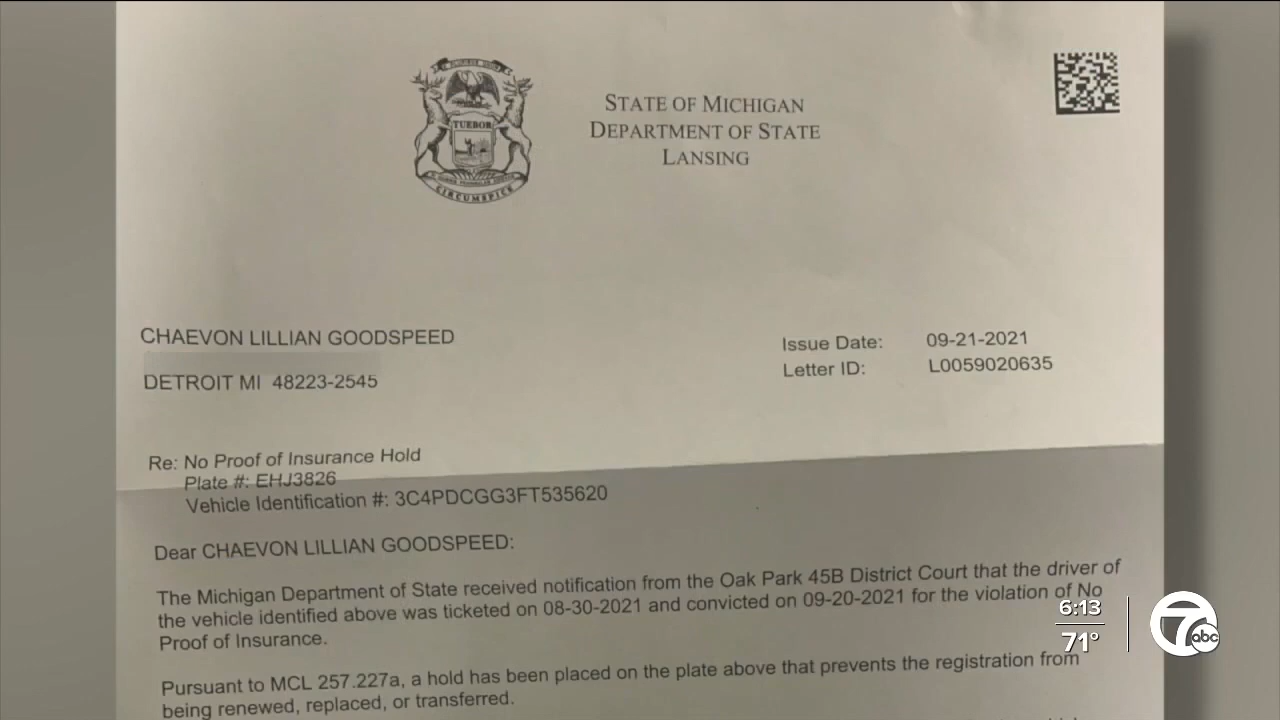 TUEBOR
CIRCUMSPICE
STATE OF MICHIGAN
DEPARTMENT OF STATE
LANSING
CHAEVON LILLIAN GOODSPEED
DETROIT MI 48223-2545
Issue Date: 09-21-2021
Letter ID: L0059020635
Re: No Proof of Insurance Hold
Plate #: EHJ3826
Vehicle Identification #: 3C4PDCGG3FT535620
Dear CHAEVON LILLIAN GOODSPEED:
The Michigan Department of State received notification from the Oak Park 45B District Court that the driver of
the vehicle identified above was ticketed on 08-30-2021 and convicted on 09-20-2021 for the violation of No
Proof of Insurance.
Pursuant to MCL 257.227a, a hold has been placed on the plate above that prevents the registration from
being renewed, replaced, or transferred.
6:13
71°
7 abc